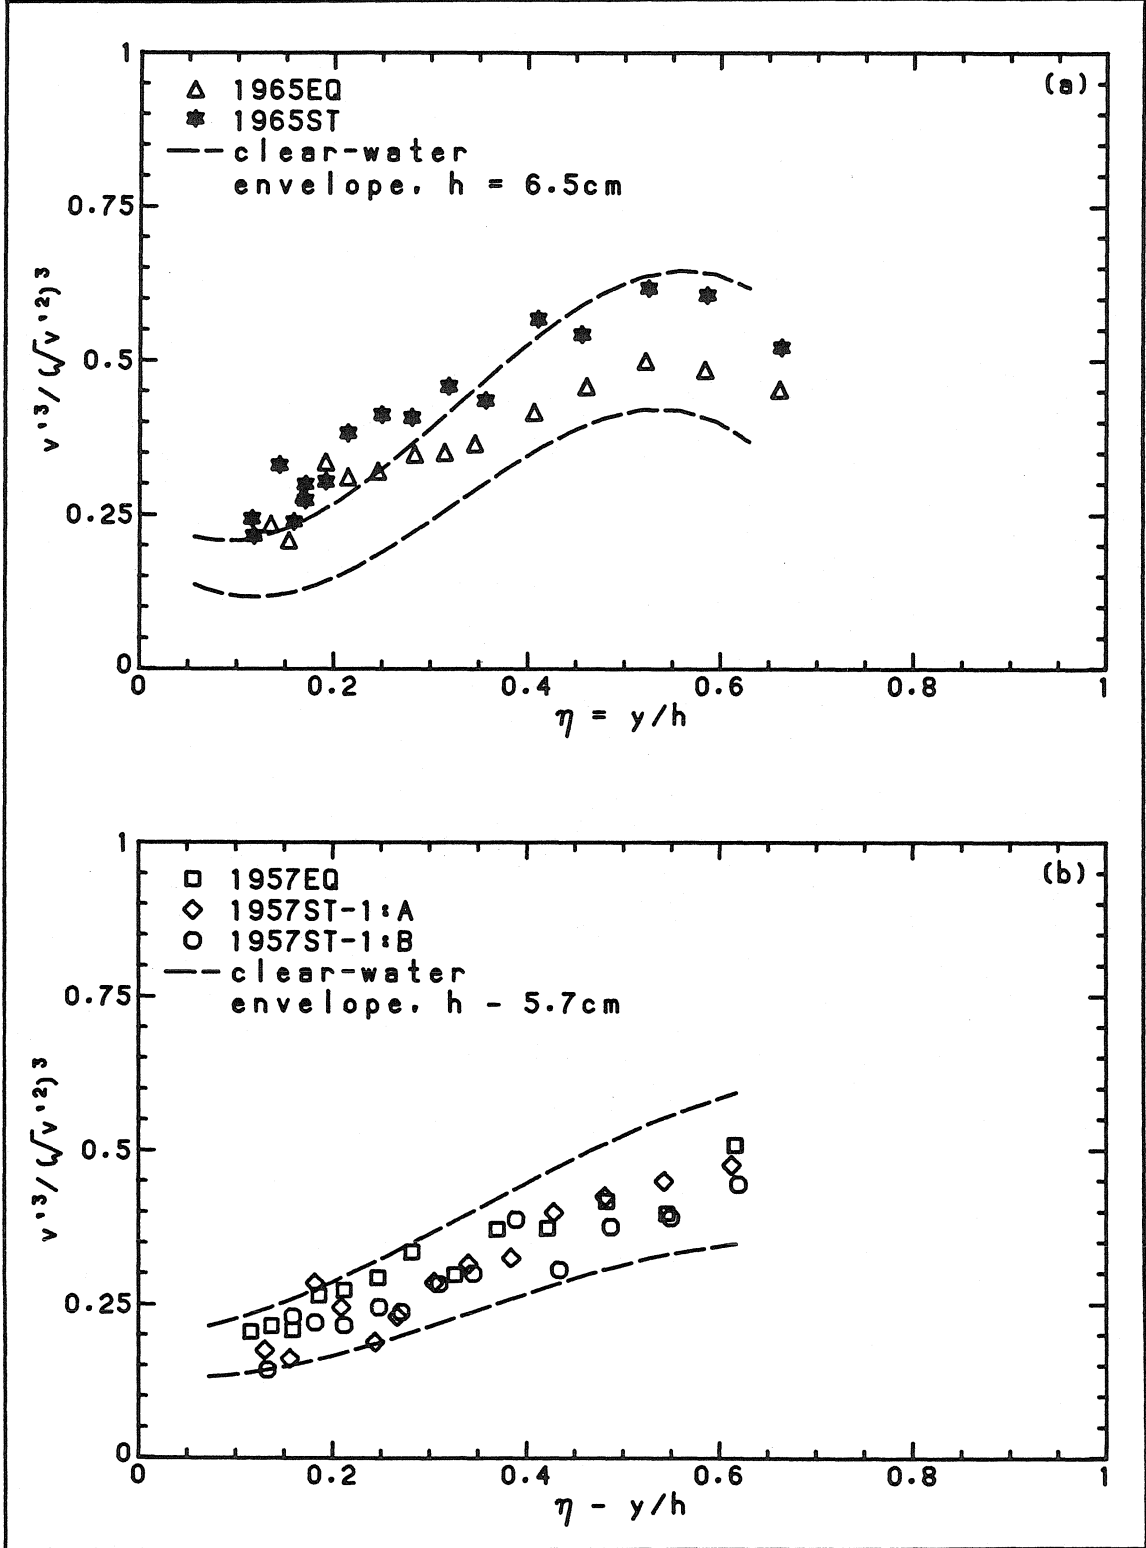 1
(a)
1965EQ
1965ST
clear-water
envelope, h = 6.5cm
0.75
v'³/(√v'²)³
0.5
0.25
0
0 0.2 0.4 0.6 0.8 1
η = y/h
1
(b)
1957EQ
1957ST-1:A
1957ST-1:B
clear-water
envelope, h - 5.7cm
0.75
v'³/(√v'²)³
0.5
0.25
0
0 0.2 0.4 0.6 0.8 1
η - y/h